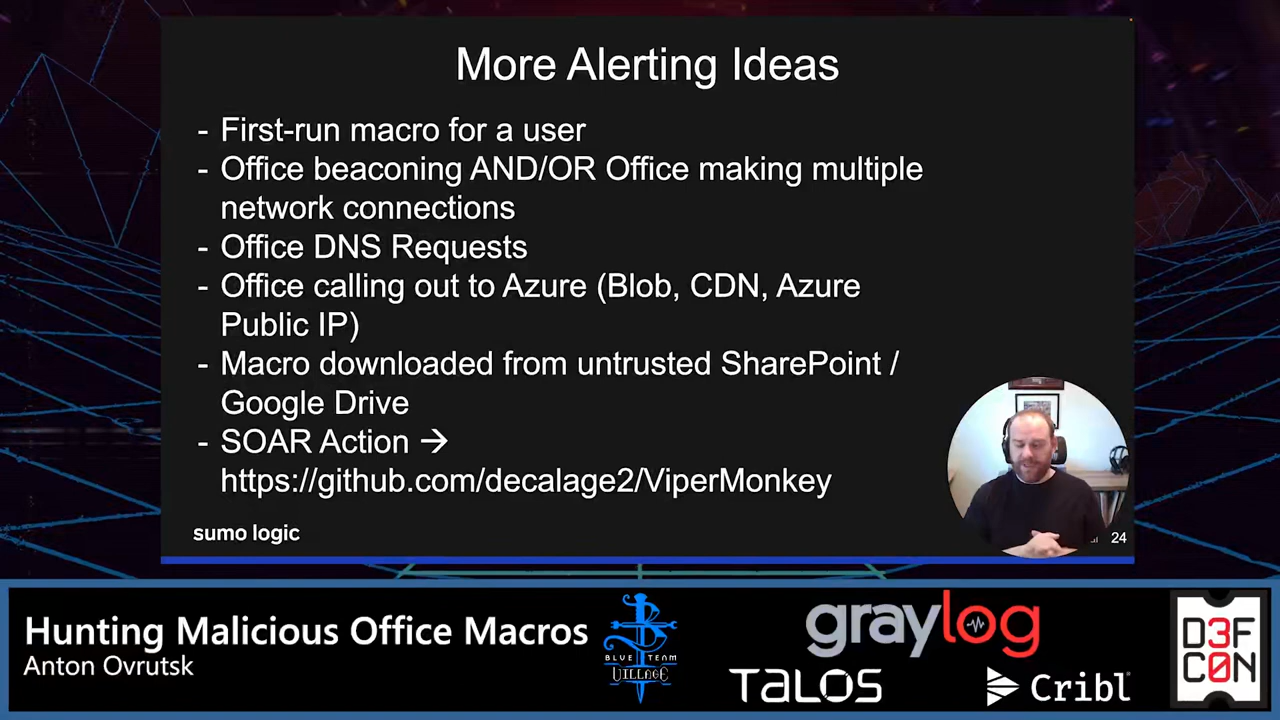 More Alerting Ideas
- First-run macro for a user
- Office beaconing AND/OR Office making multiple
network connections
- Office DNS Requests
- Office calling out to Azure (Blob, CDN, Azure
Public IP)
- Macro downloaded from untrusted SharePoint /
Google Drive
- SOAR Action →
https://github.com/decalage2/ViperMonkey
sumo logic
24
Hunting Malicious Office Macros
Anton Ovrutsk
BLUE TEAM
VILLAGE
graylog
TALOS
Cribl
D3F
C0N